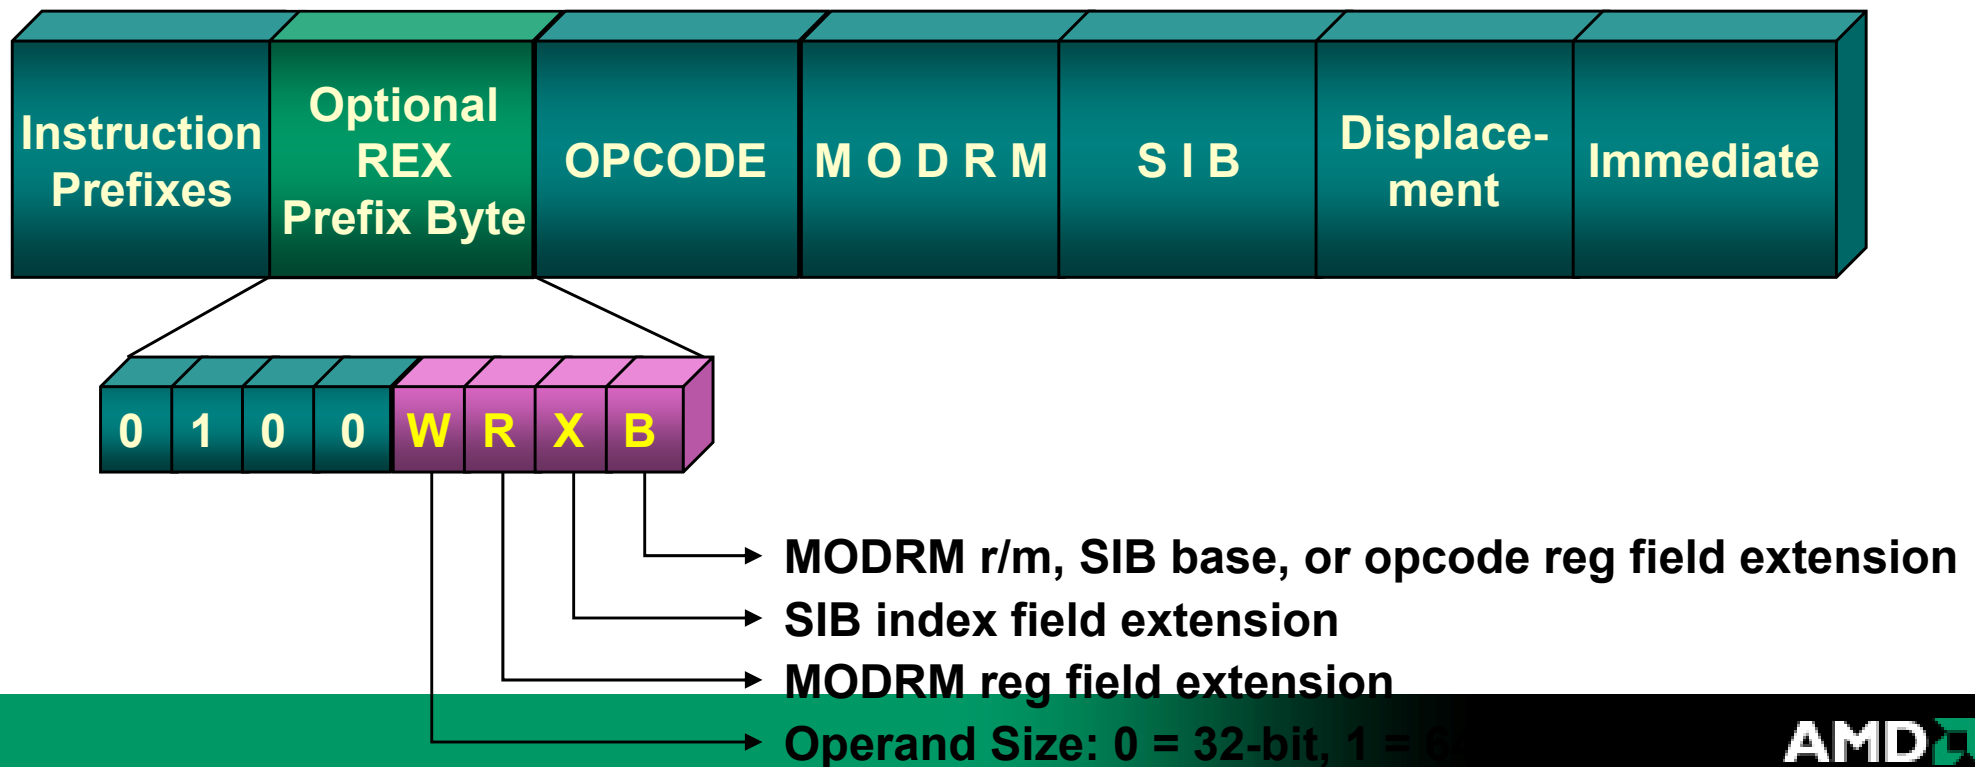 Instruction
Prefixes
Optional
REX
Prefix Byte
OPCODE
M O D R M
S I B
Displace-
ment
Immediate
0 1 0 0 W R X B
MODRM r/m, SIB base, or opcode reg field extension
SIB index field extension
MODRM reg field extension
Operand Size: 0 = 32-bit, 1 =
AMD